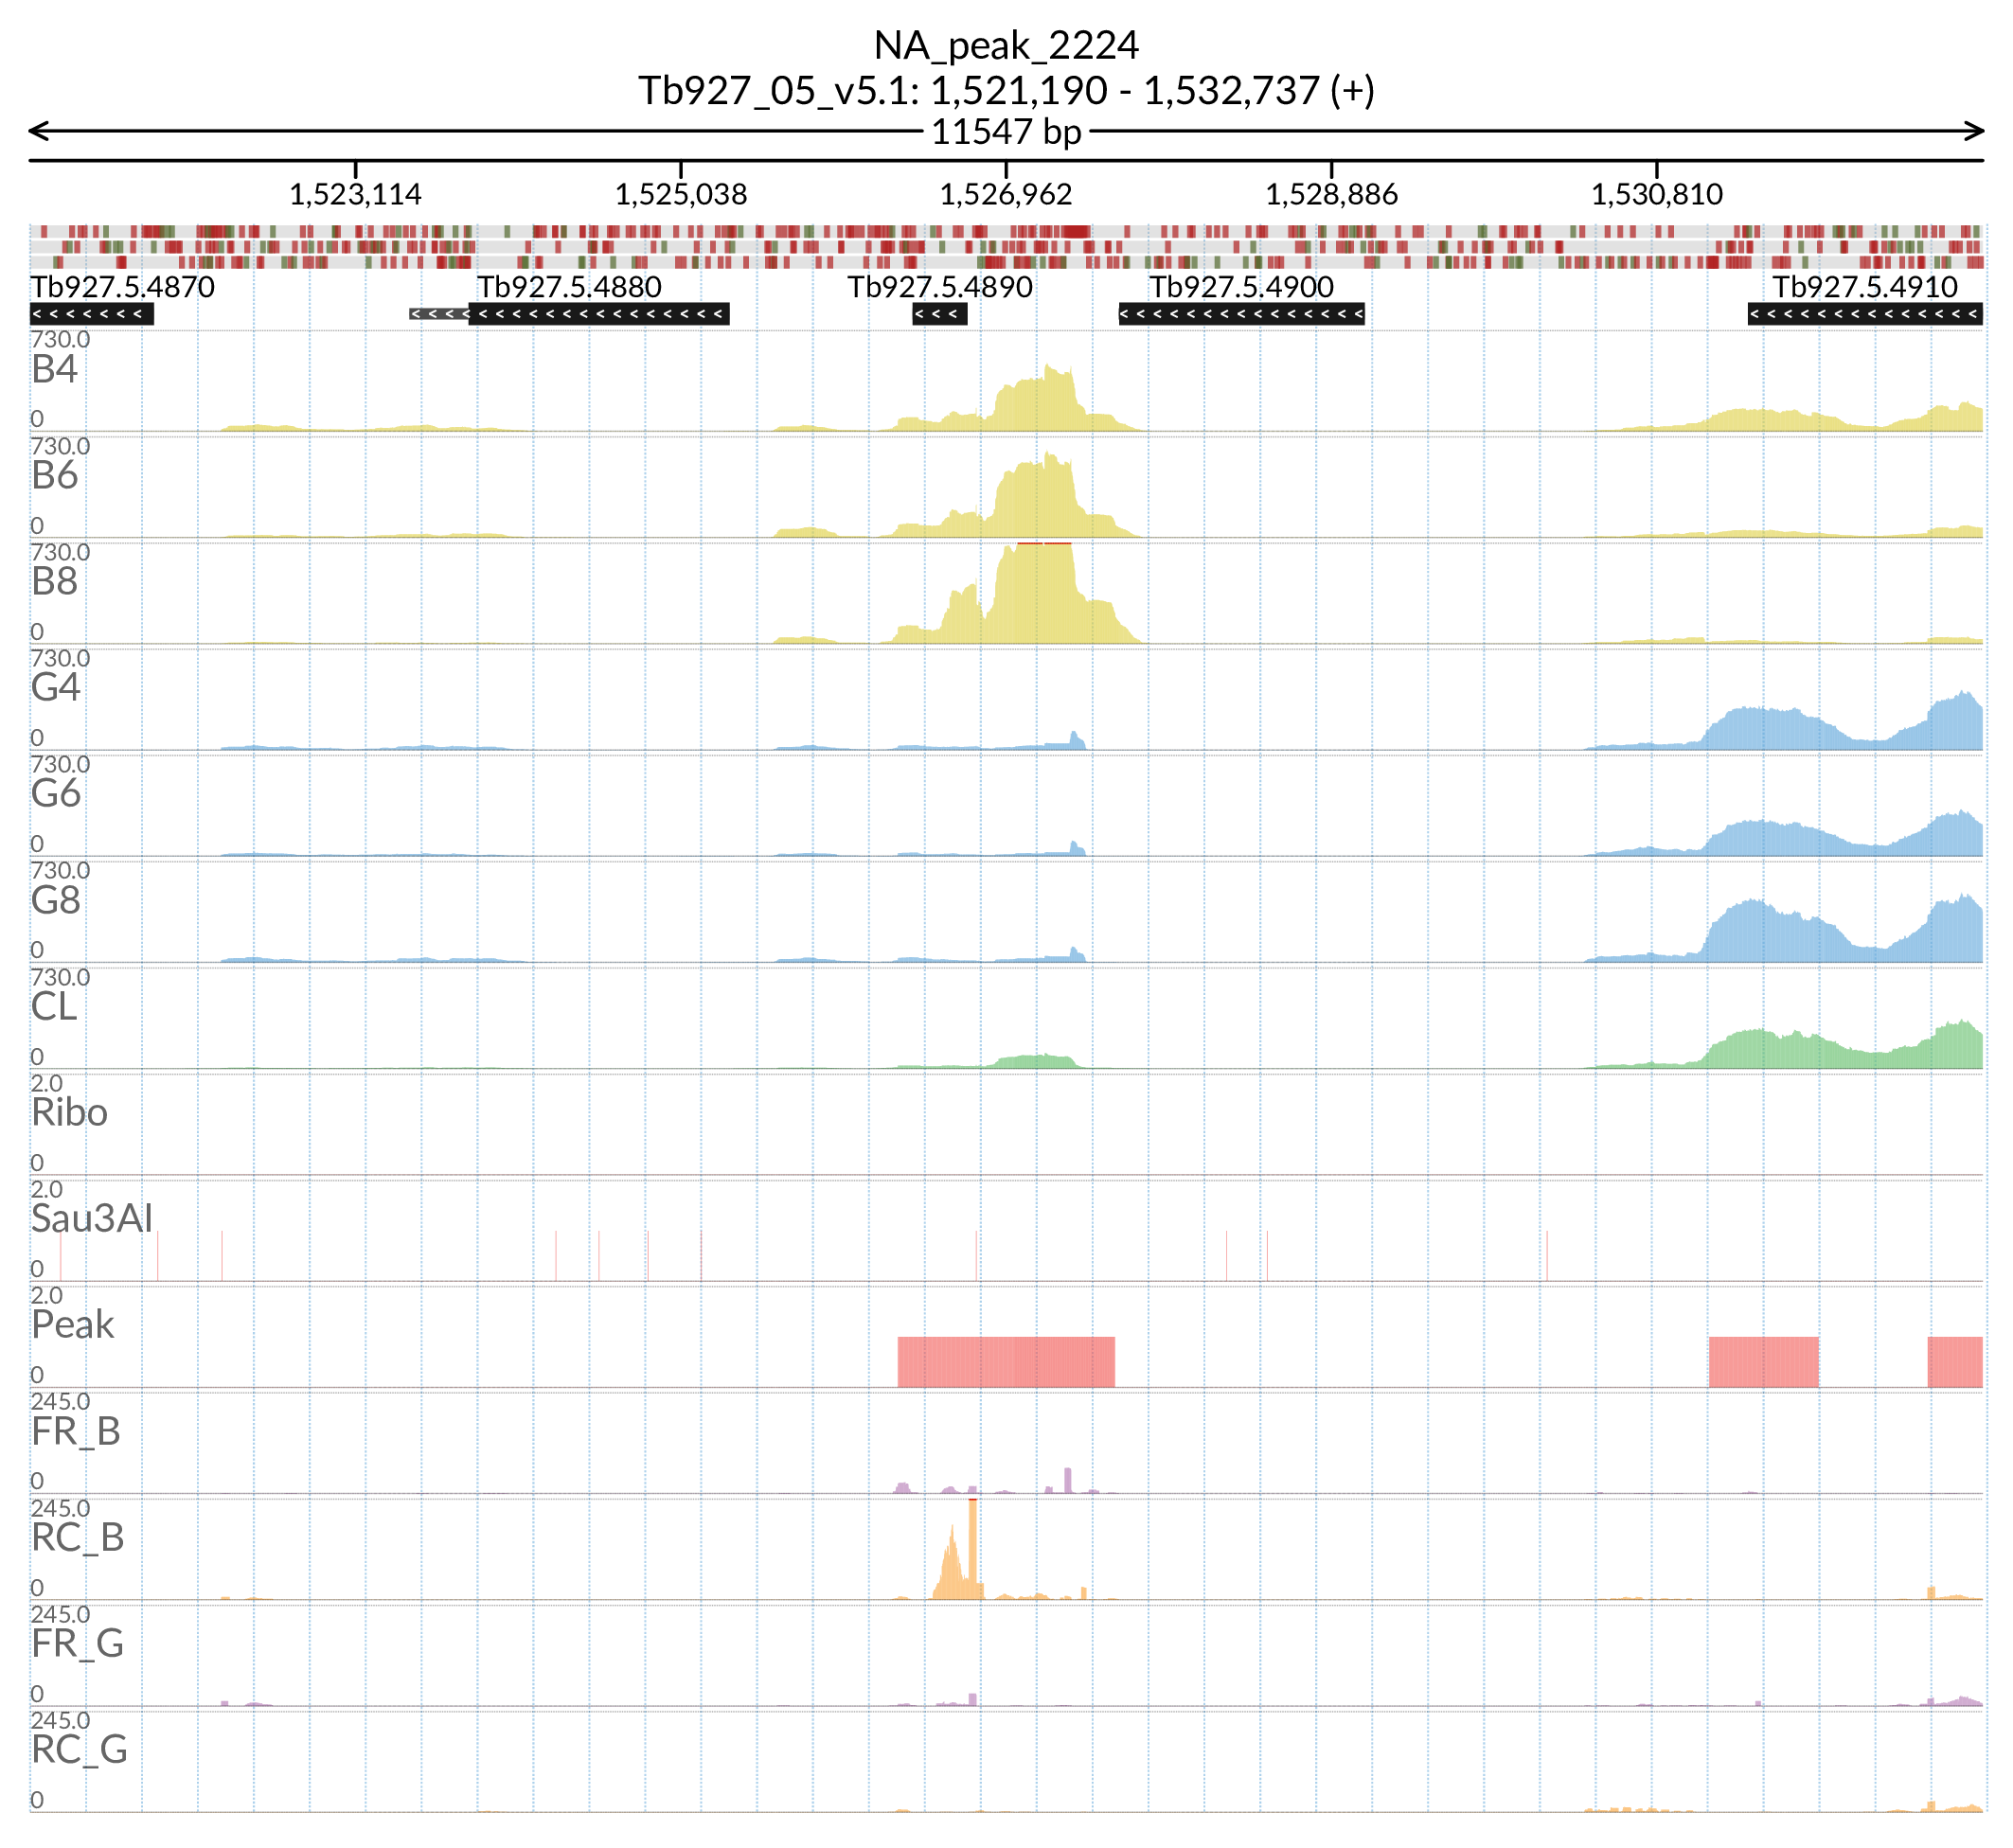 NA_peak_2224
Tb927_05_v5.1: 1,521,190 - 1,532,737 (+)
11547 bp
1,523,114 1,525,038 1,526,962 1,528,886 1,530,810
Tb927.5.4870 Tb927.5.4880 Tb927.5.4890 Tb927.5.4900 Tb927.5.4910
730.0
B4
0
730.0
B6
0
730.0
B8
0
730.0
G4
0
730.0
G6
0
730.0
G8
0
730.0
CL
0
2.0
Ribo
0
2.0
Sau3AI
0
2.0
Peak
0
245.0
FR_B
0
245.0
RC_B
0
245.0
FR_G
0
245.0
RC_G
0